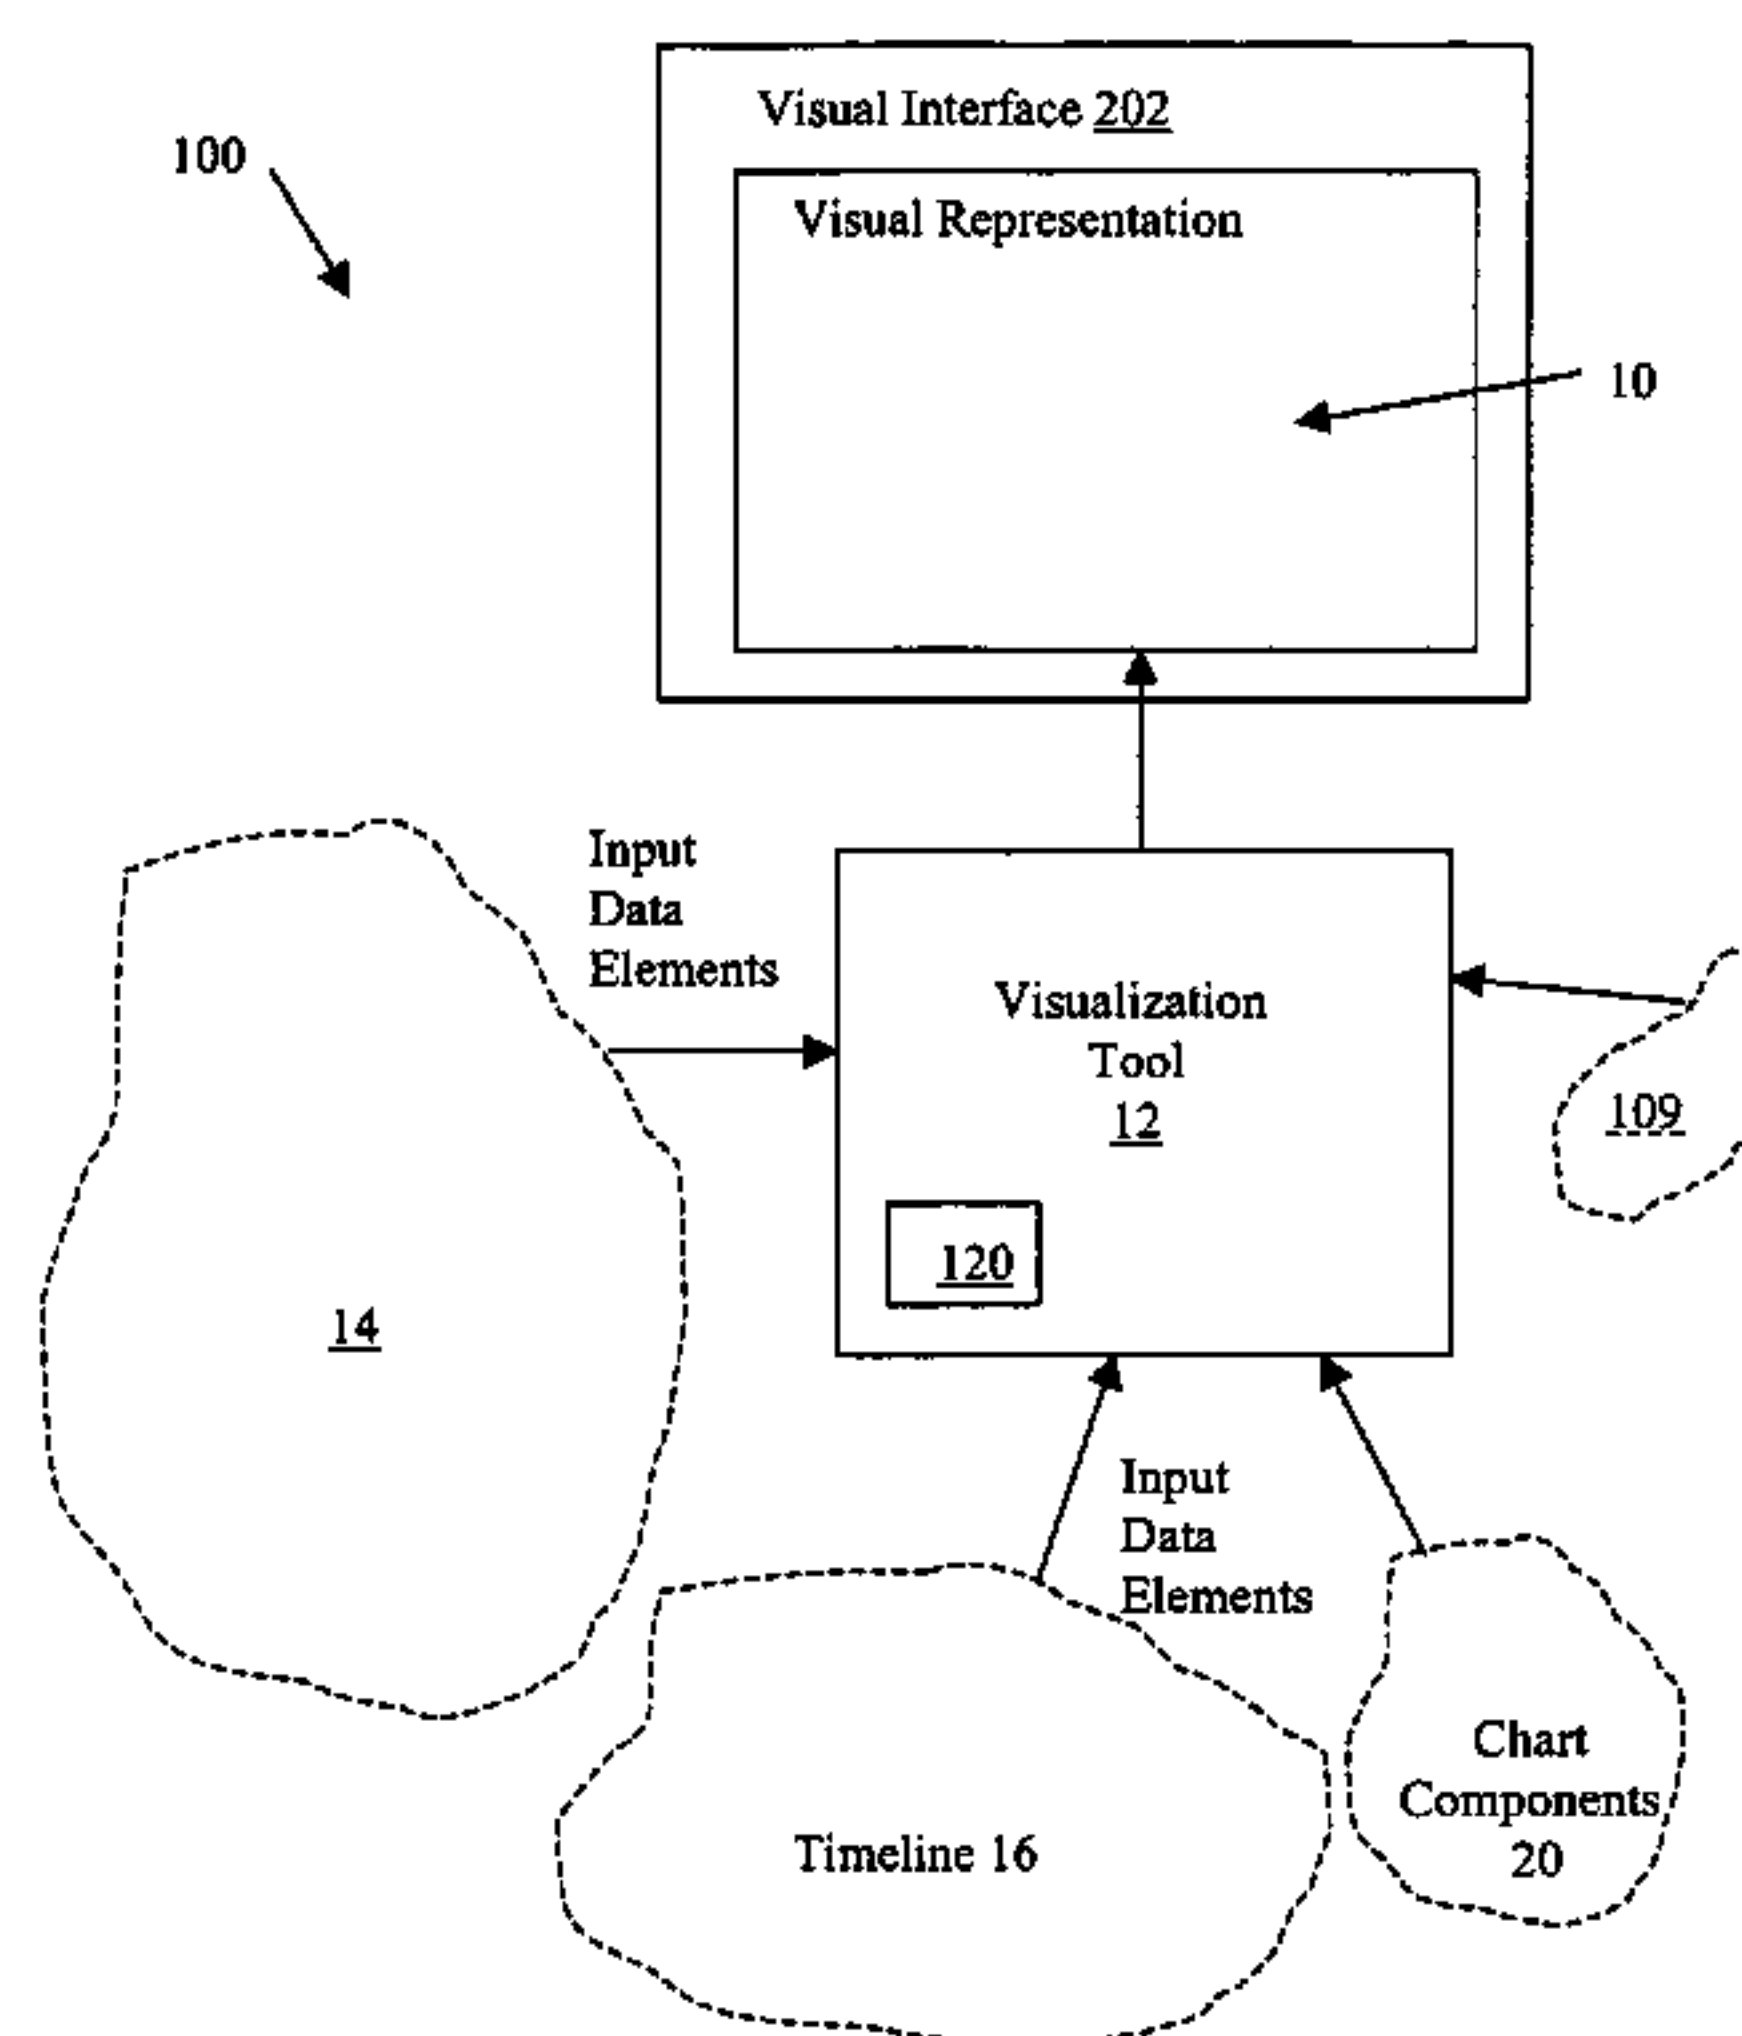 Visual Interface 202
100
Visual Representation
10
Input
Data
Elements
Visualization
Tool
12
109
120
14
Input
Data
Elements
Chart
Components
20
Timeline 16